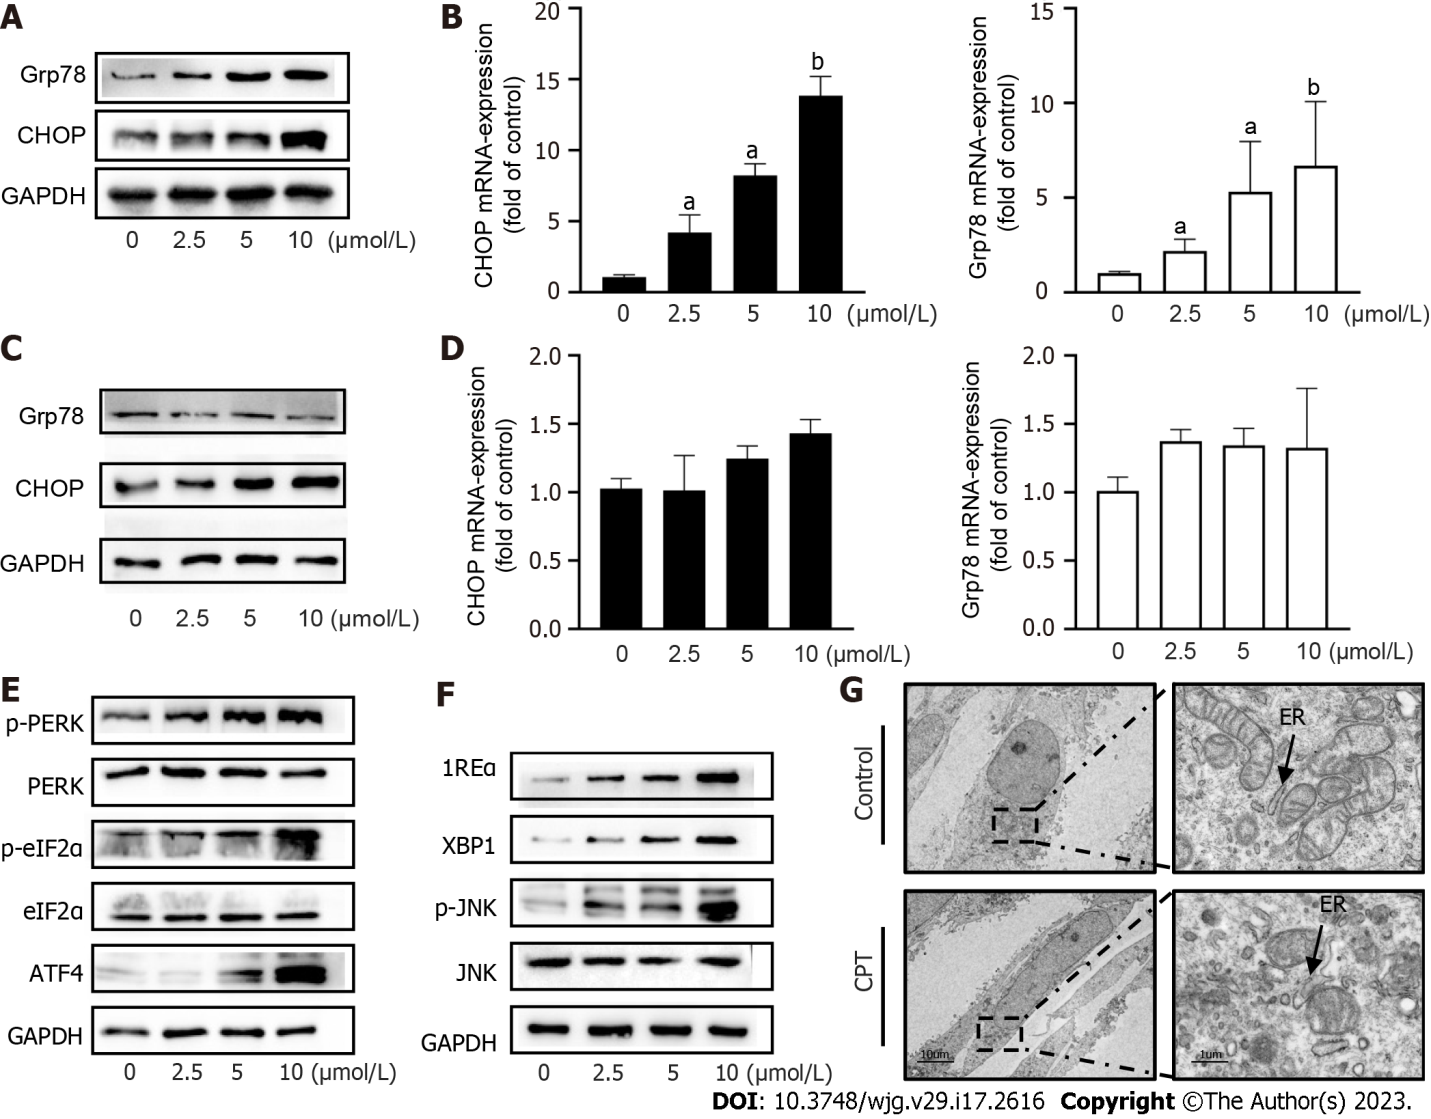 A
Grp78
CHOP
GAPDH
0 2.5 5 10 (µmol/L)
B
CHOP mRNA-expression
(fold of control)
20
15
10
5
0
a
a
b
0 2.5 5 10 (µmol/L)
Grp78 mRNA-expression
(fold of control)
15
10
5
0
a
a
b
0 2.5 5 10 (µmol/L)
C
Grp78
CHOP
GAPDH
0 2.5 5 10 (µmol/L)
D
CHOP mRNA-expression
(fold of control)
2.0
1.5
1.0
0.5
0.0
0 2.5 5 10 (µmol/L)
Grp78 mRNA-expression
(fold of control)
2.0
1.5
1.0
0.5
0.0
0 2.5 5 10 (µmol/L)
E
p-PERK
PERK
p-eIF2α
eIF2α
ATF4
GAPDH
0 2.5 5 10 (µmol/L)
F
1REα
XBP1
p-JNK
JNK
GAPDH
0 2.5 5 10 (µmol/L)
G
Control
ER
CPT
10um
ER
1um
DOI: 10.3748/wjg.v29.i17.2616 Copyright ©The Author(s) 2023.